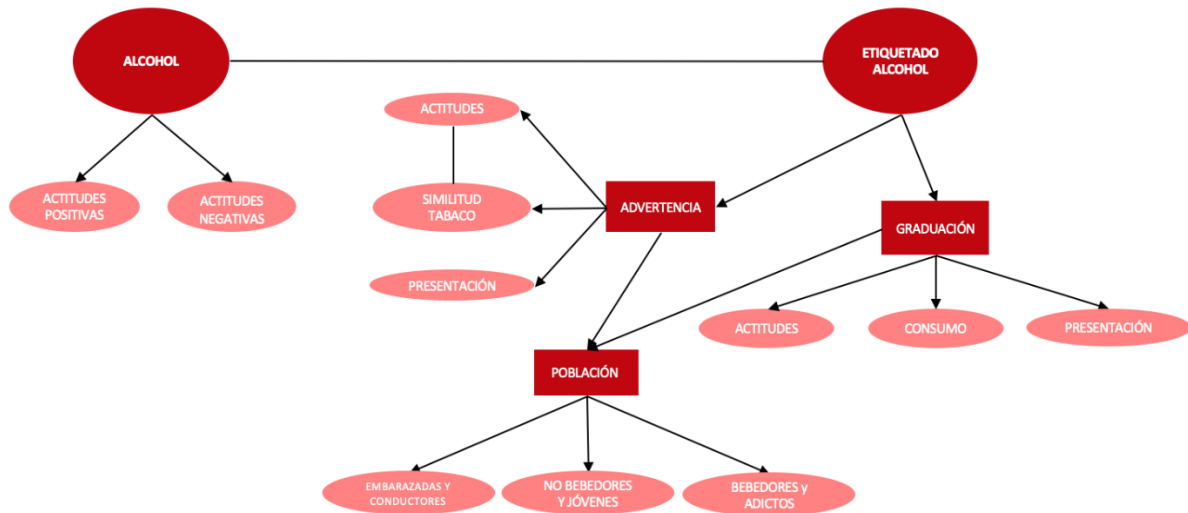 ALCOHOL
ETIQUETADO
ALCOHOL
ACTITUDES
ACTITUDES
POSITIVAS
ACTITUDES
NEGATIVAS
SIMILITUD
TABACO
ADVERTENCIA
GRADUACIÓN
PRESENTACIÓN
ACTITUDES
CONSUMO
PRESENTACIÓN
POBLACIÓN
EMBARAZADAS Y
CONDUCTORES
NO BEBEDORES
Y JÓVENES
BEBEDORES y
ADICTOS